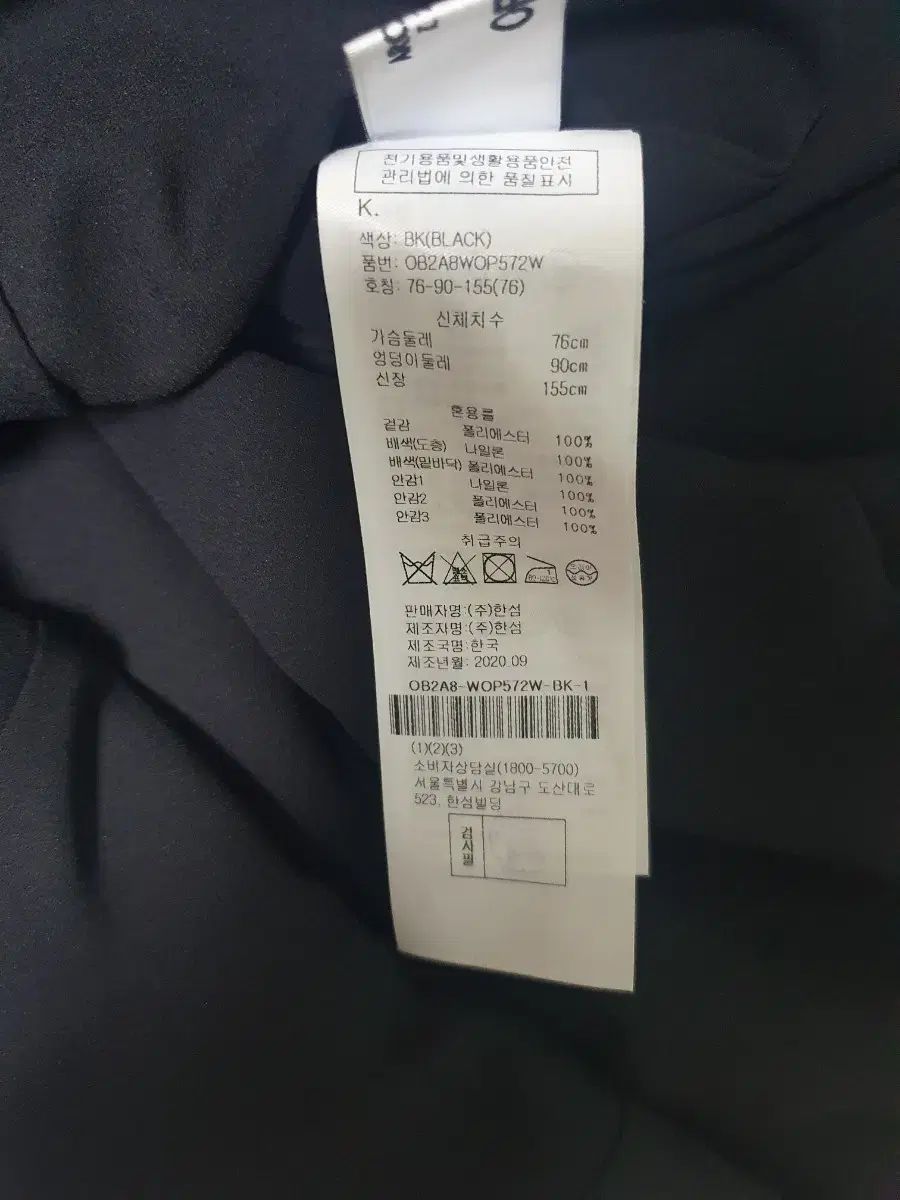 전기용품및생활용품안전
관리법에 의한 품질표시
K.
색상: BK(BLACK)
품번: OB2A8WOP572W
호칭: 76-90-155(76)
신체치수
가슴둘레 76cm
엉덩이둘레 90cm
신장 155cm
혼용률
겉감 폴리에스터 100%
배색(도총) 나일론 100%
배색(밑바닥) 폴리에스터 100%
안감1 나일론 100%
안감2 폴리에스터 100%
안감3 폴리에스터 100%
취급주의
판매자명:(주)한섬
제조자명:(주)한섬
제조국명:한국
제조년월: 2020.09
OB2A8-WOP572W-BK-1
(1)(2)(3)
소비자상담실(1800-5700)
서울특별시 강남구 도산대로
523, 한섬빌딩
검사필